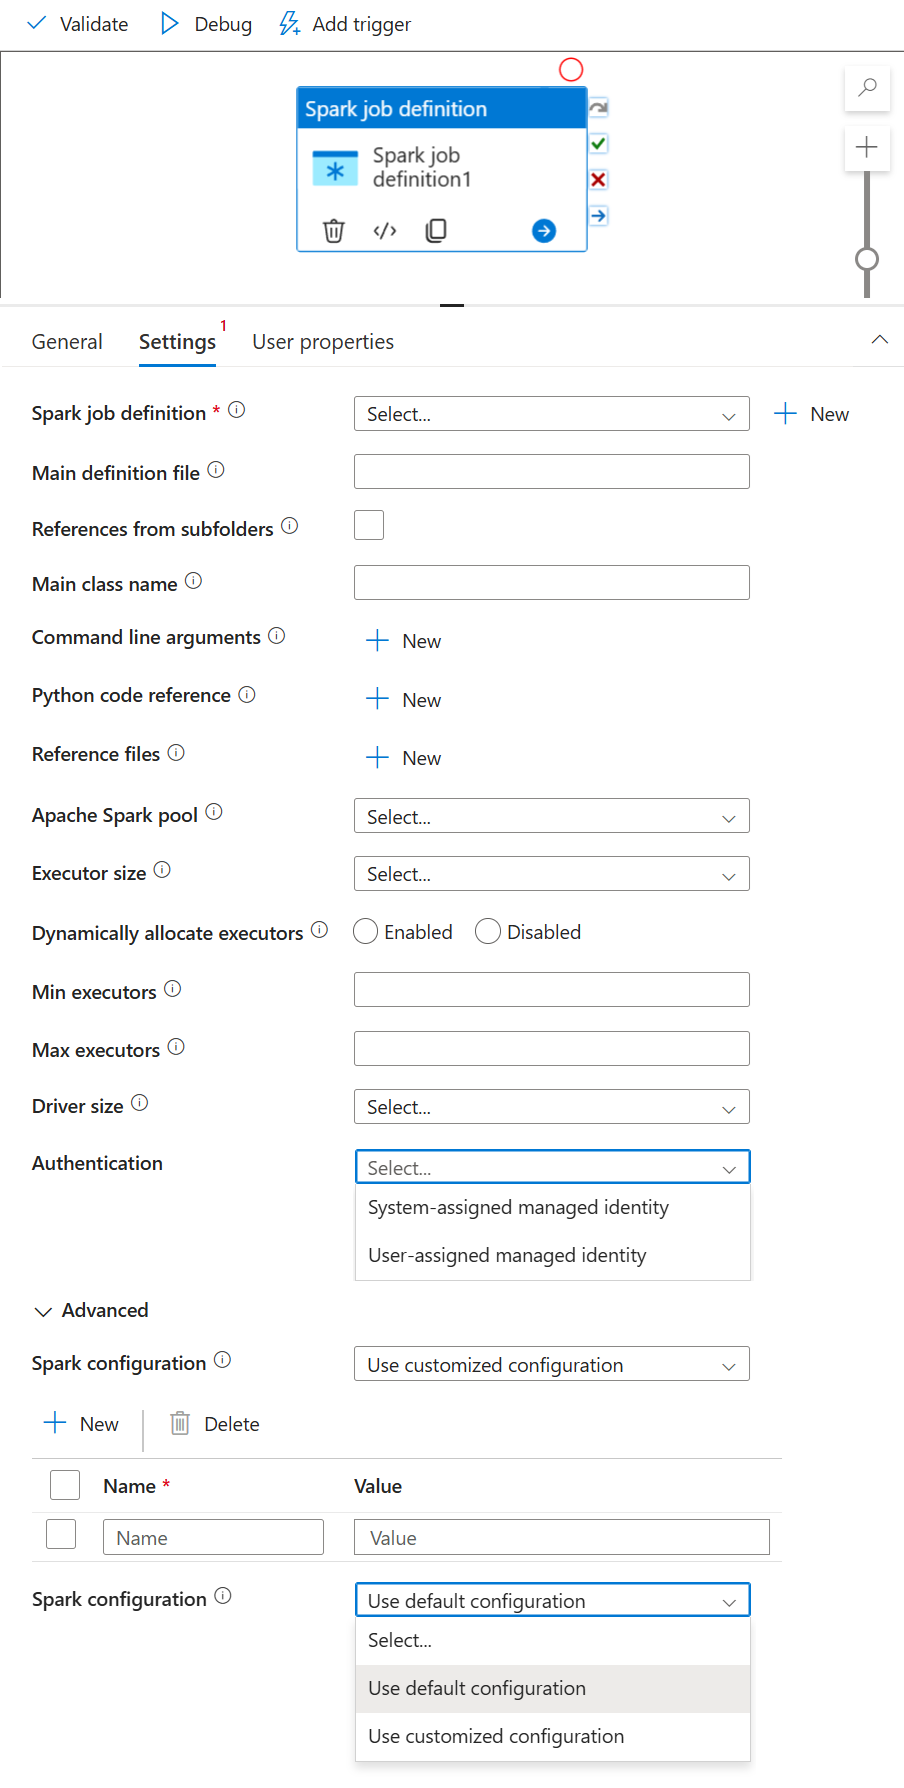 Validate Debug Add trigger
Spark job definition
Spark job
definition1
General Settings 1 User properties
Spark job definition * Select... New
Main definition file
References from subfolders
Main class name
Command line arguments New
Python code reference New
Reference files New
Apache Spark pool Select...
Executor size Select...
Dynamically allocate executors Enabled Disabled
Min executors
Max executors
Driver size Select...
Authentication Select...
System-assigned managed identity
User-assigned managed identity
Advanced
Spark configuration Use customized configuration
New Delete
Name * Value
Name Value
Spark configuration Use default configuration
Select...
Use default configuration
Use customized configuration